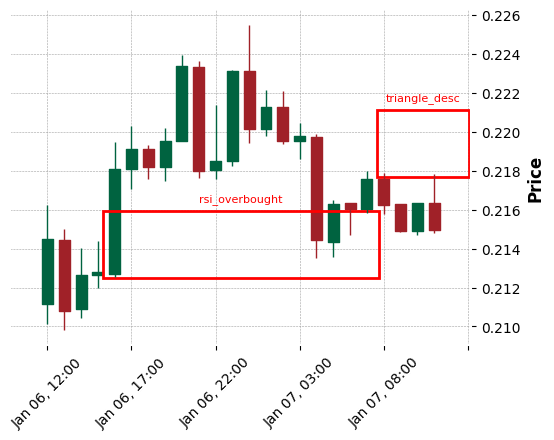 0.226
0.224
triangle_desc
0.222
0.220
0.218
Price
rsi_overbought
0.216
0.214
0.212
0.210
Jan 06, 12:00
Jan 06, 17:00
Jan 06, 22:00
Jan 07, 03:00
Jan 07, 08:00